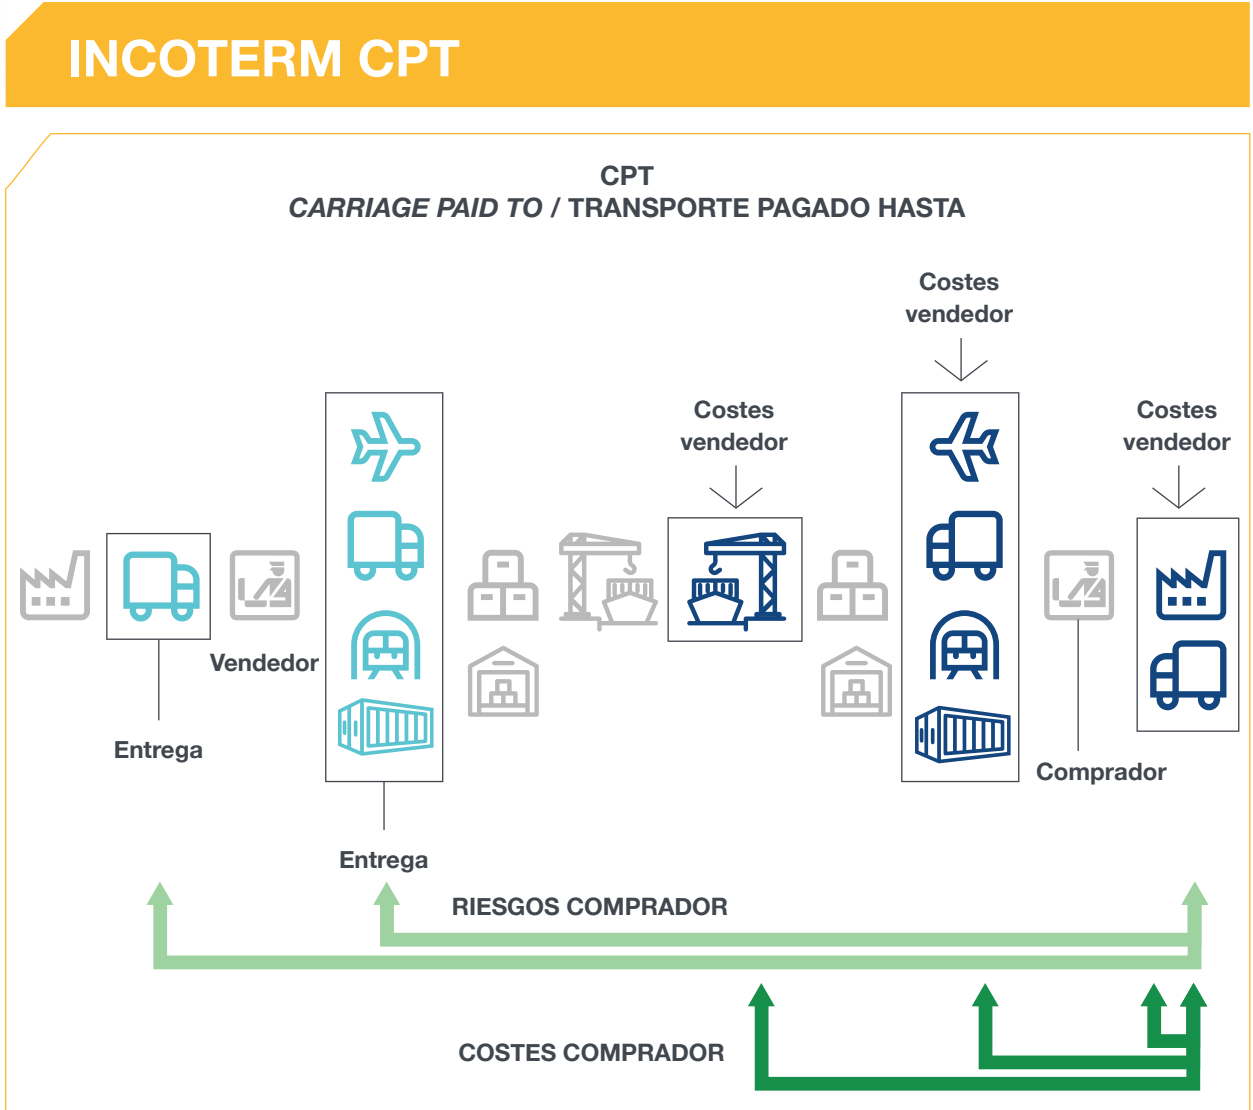 INCOTERM CPT
CPT
CARRIAGE PAID TO / TRANSPORTE PAGADO HASTA
Costes
vendedor
Costes
vendedor
Costes
vendedor
Vendedor
Entrega
Comprador
Entrega
RIESGOS COMPRADOR
COSTES COMPRADOR